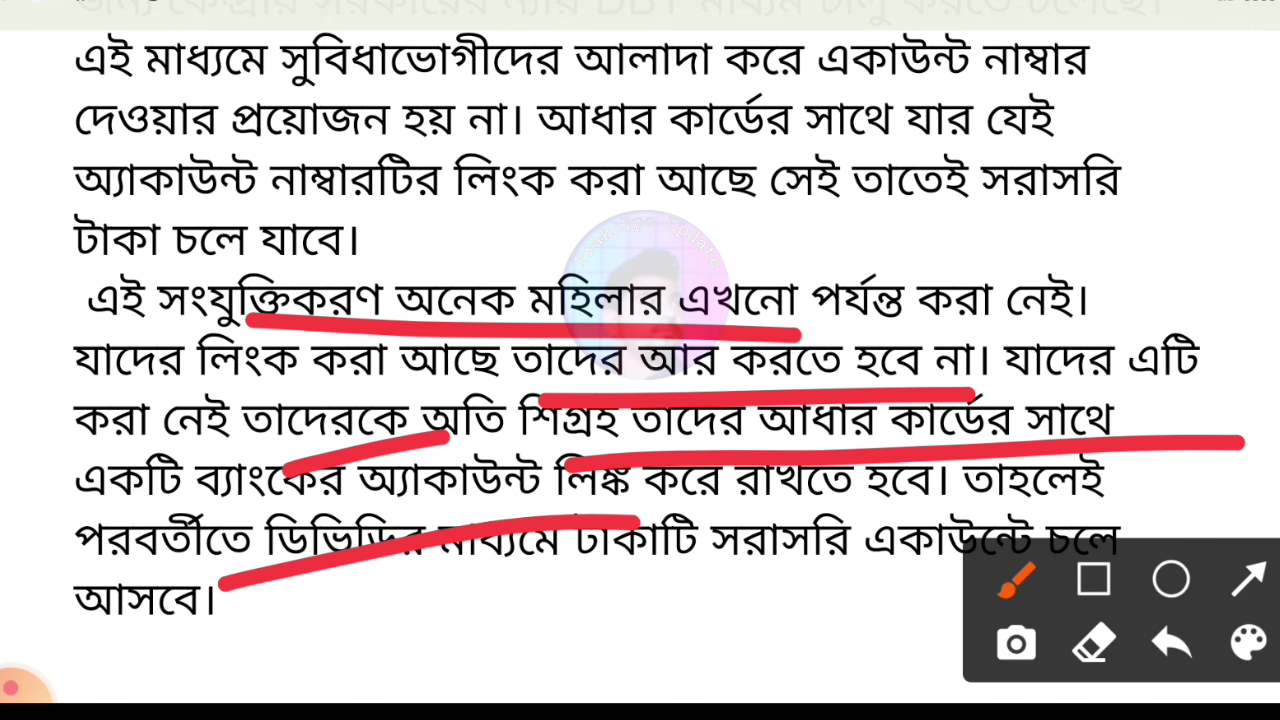 এই মাধ্যমে সুবিধাভোগীদের আলাদা করে একাউন্ট নাম্বার
দেওয়ার প্রয়োজন হয় না। আধার কার্ডের সাথে যার যেই
অ্যাকাউন্ট নাম্বারটির লিংক করা আছে সেই তাতেই সরাসরি
টাকা চলে যাবে।
এই সংযুক্তিকরণ অনেক মহিলার এখনো পর্যন্ত করা নেই।
যাদের লিংক করা আছে তাদের আর করতে হবে না। যাদের এটি
করা নেই তাদেরকে অতি শিগ্রহ তাদের আধার কার্ডের সাথে
একটি ব্যাংকের অ্যাকাউন্ট লিঙ্ক করে রাখতে হবে। তাহলেই
পরবর্তীতে ডিভিডির মাধ্যমে টাকাটি সরাসরি একাউন্টে চলে
আসবে।